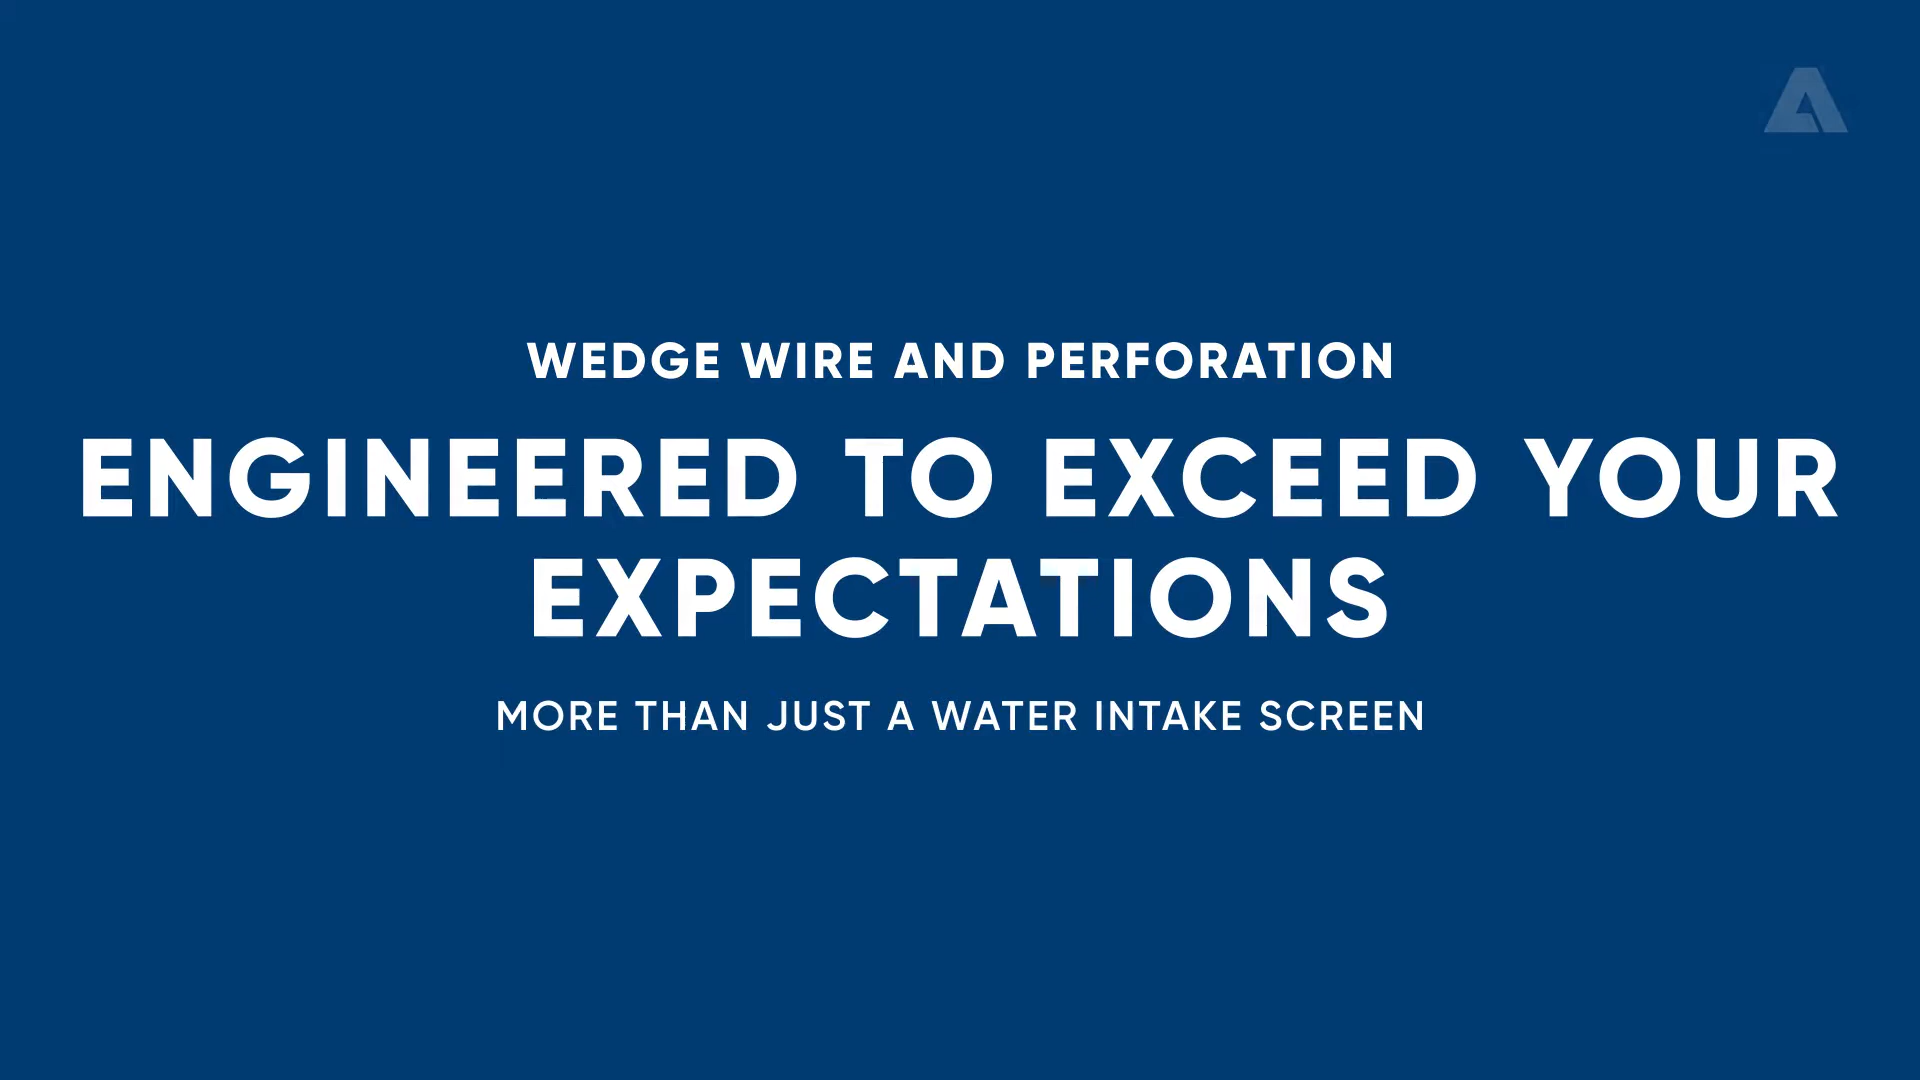 WEDGE WIRE AND PERFORATION
ENGINEERED TO EXCEED YOUR
EXPECTATIONS
MORE THAN JUST A WATER INTAKE SCREEN